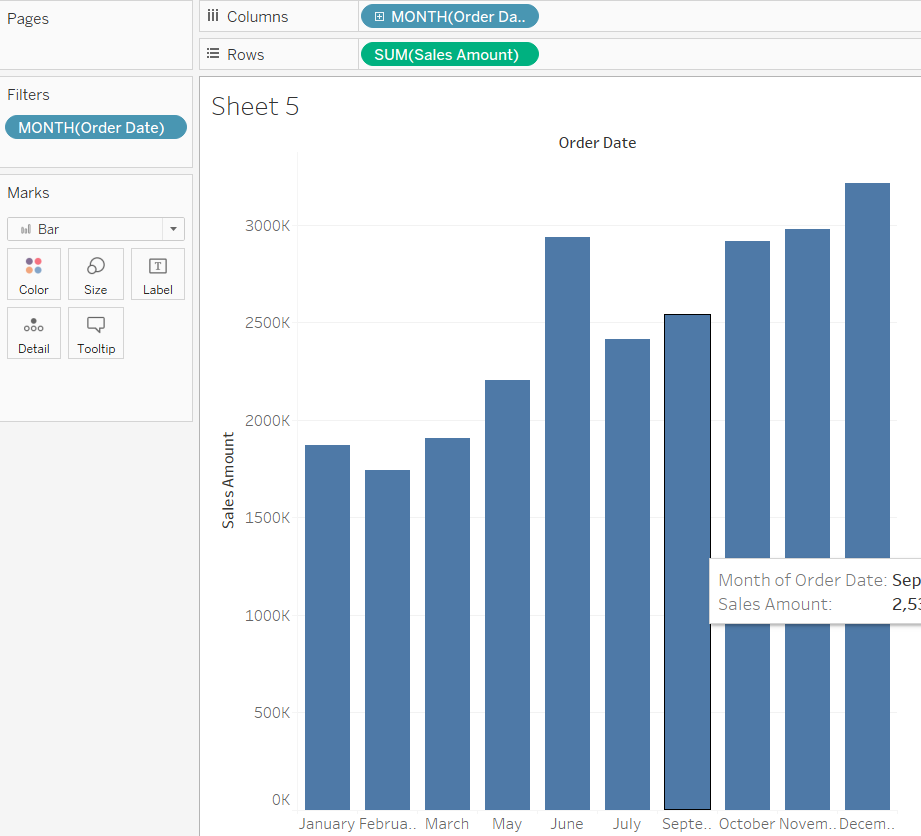 Pages
Columns
MONTH(Order Da..
Rows
SUM(Sales Amount)
Filters
MONTH(Order Date)
Marks
Bar
Color
Size
T
Label
Detail
Tooltip
Sheet 5
Order Date
Sales Amount
3000K
2500K
2000K
1500K
1000K
500K
0K
Month of Order Date: Sep
Sales Amount: 2,53
January Februa.. March May June July Septe.. October Novem.. Decem..